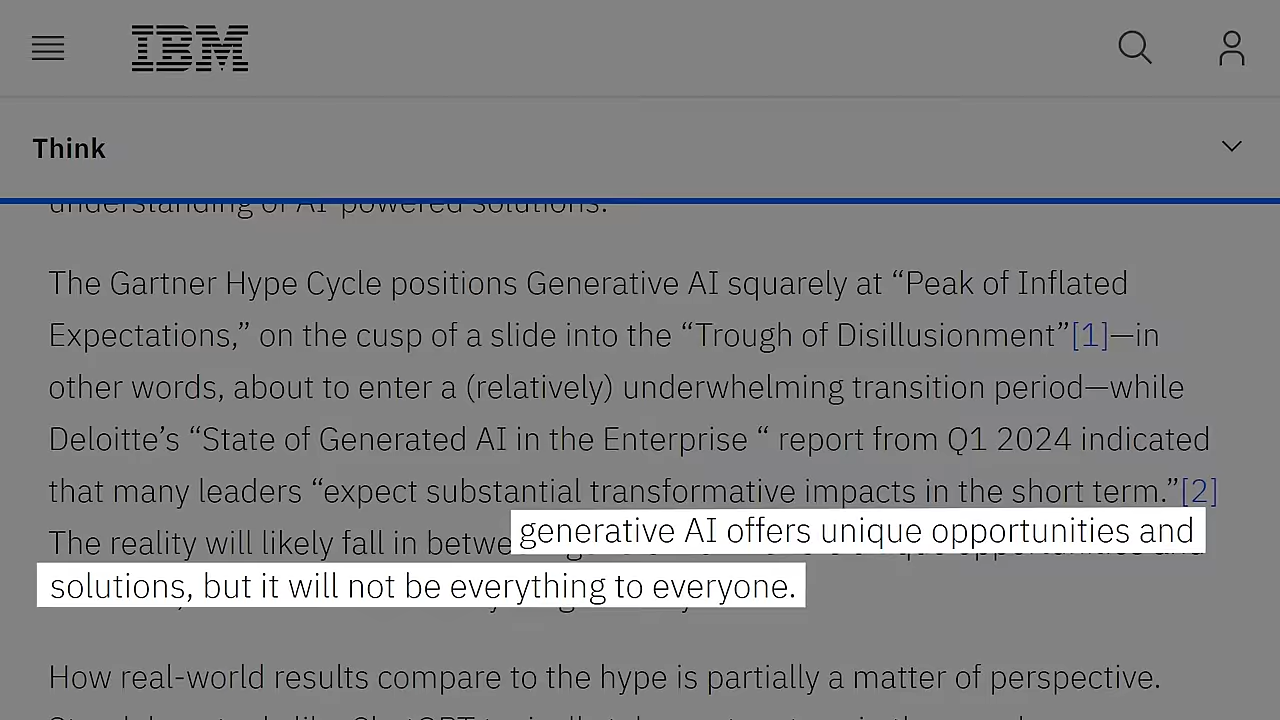 IBM
Think
understanding of AI-powered solutions.
The Gartner Hype Cycle positions Generative AI squarely at “Peak of Inflated
Expectations,” on the cusp of a slide into the “Trough of Disillusionment”[1]—in
other words, about to enter a (relatively) underwhelming transition period—while
Deloitte’s “State of Generated AI in the Enterprise “ report from Q1 2024 indicated
that many leaders “expect substantial transformative impacts in the short term.”[2]
The reality will likely fall in betwe generative AI offers unique opportunities and
solutions, but it will not be everything to everyone.
How real-world results compare to the hype is partially a matter of perspective.